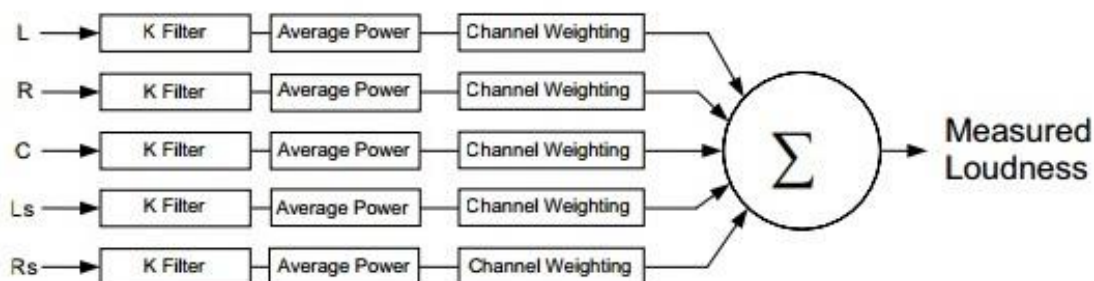 L K Filter Average Power Channel Weighting
R K Filter Average Power Channel Weighting
C K Filter Average Power Channel Weighting
Ls K Filter Average Power Channel Weighting
Rs K Filter Average Power Channel Weighting
Σ
Measured
Loudness